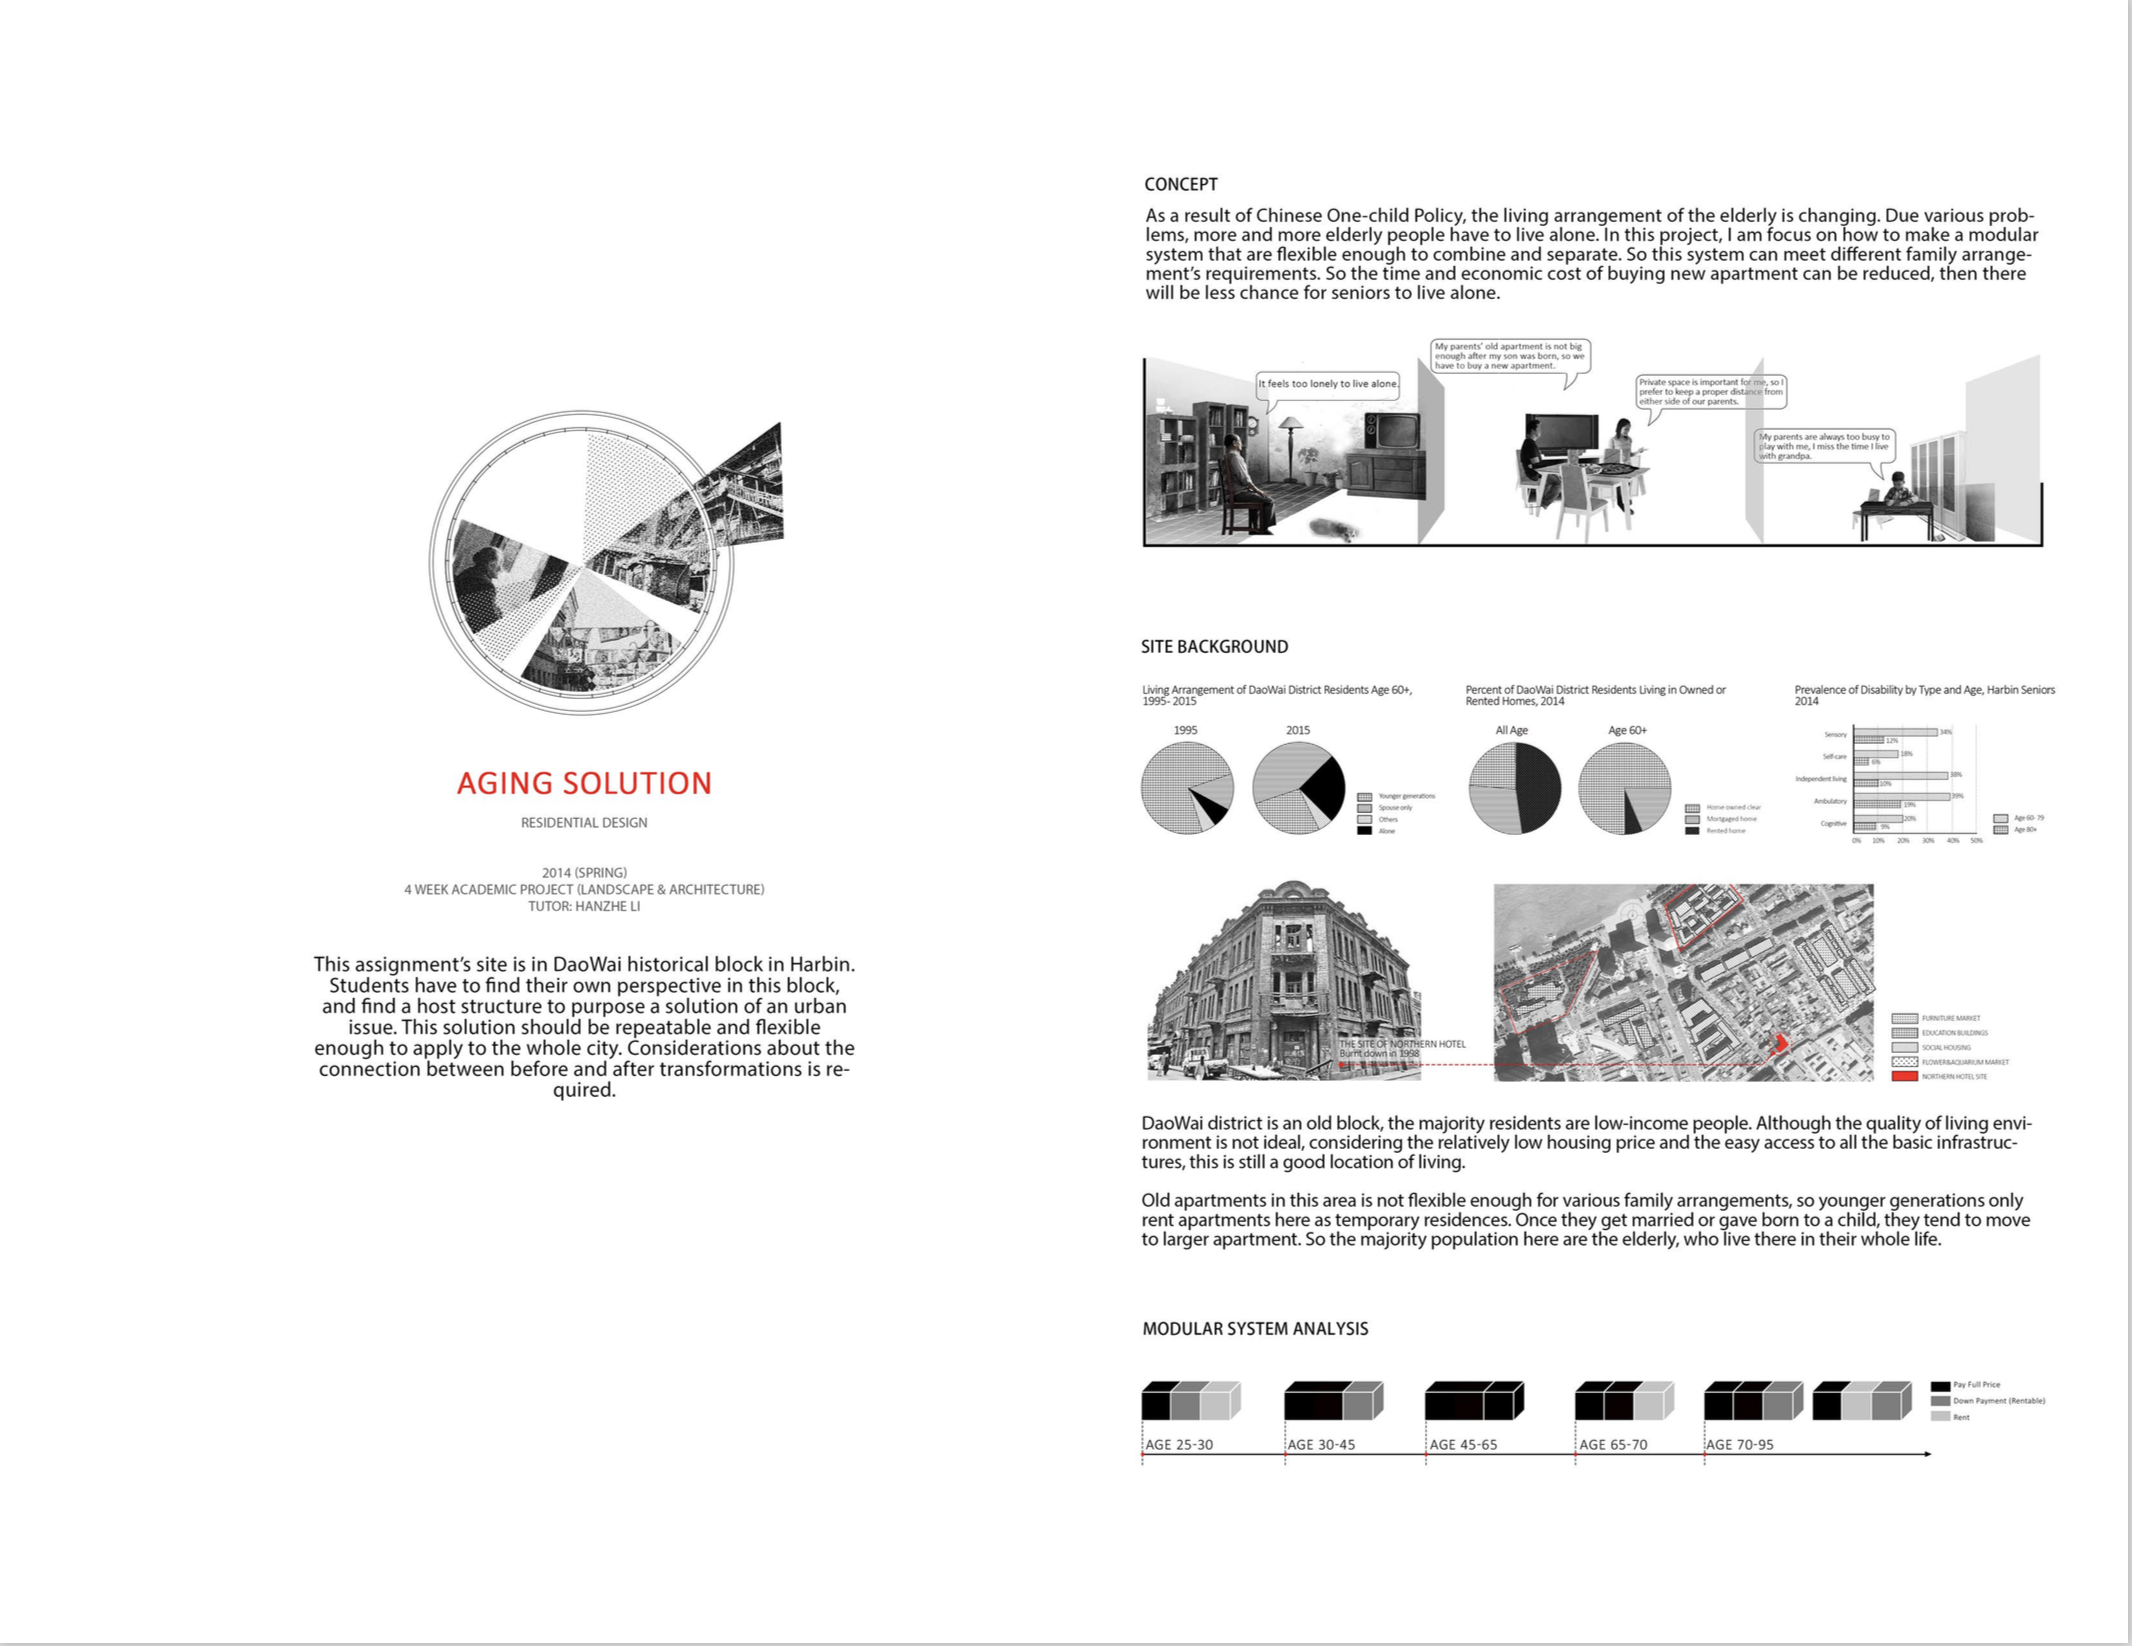 AGING SOLUTION
RESIDENTIAL DESIGN
2014 (SPRING)
4 WEEK ACADEMIC PROJECT (LANDSCAPE & ARCHITECTURE)
TUTOR: HANZHE LI
This assignment's site is in DaoWai historical block in Harbin.
Students have to find their own perspective in this block,
and find a host structure to purpose a solution of an urban
issue. This solution should be repeatable and flexible
enough to apply to the whole city. Considerations about the
connection between before and after transformations is re-
quired.
CONCEPT
As a result of Chinese One-child Policy, the living arrangement of the elderly is changing. Due various prob-
lems, more and more elderly people have to live alone. In this project, I am focus on how to make a modular
system that are flexible enough to combine and separate. So this system can meet different family arrange-
ment's requirements. So the time and economic cost of buying new apartment can be reduced, then there
will be less chance for seniors to live alone.
It feels too lonely to live alone.
My parents' old apartment is not big
enough after my son was born, so we
have to buy a new apartment.
Private space is important for me, so I
prefer to keep a proper distance from
either side of our parents.
My parents are always too busy to
play with me, I miss the time I live
with grandpa.
SITE BACKGROUND
Living Arrangement of DaoWai District Residents Age 60+,
1995- 2015
1995
2015
Younger generations
Spouse only
Others
Alone
Percent of DaoWai District Residents Living in Owned or
Rented Homes, 2014
All Age
Age 60+
Home owned clear
Mortgaged home
Rented home
Prevalence of Disability by Type and Age, Harbin Seniors
2014
Sensory
34%
12%
Self-care
18%
6%
Independent living
38%
10%
Ambulatory
39%
19%
Cognitive
20%
9%
0% 10% 20% 30% 40% 50%
Age 60- 79
Age 80+
THE SITE OF NORTHERN HOTEL
Burnt down in 1998
FURNITURE MARKET
EDUCATION BUILDINGS
SOCIAL HOUSING
FLOWER&AQUARIUM MARKET
NORTHERN HOTEL SITE
DaoWai district is an old block, the majority residents are low-income people. Although the quality of living envi-
ronment is not ideal, considering the relatively low housing price and the easy access to all the basic infrastruc-
tures, this is still a good location of living.
Old apartments in this area is not flexible enough for various family arrangements, so younger generations only
rent apartments here as temporary residences. Once they get married or gave born to a child, they tend to move
to larger apartment. So the majority population here are the elderly, who live there in their whole life.
MODULAR SYSTEM ANALYSIS
Pay Full Price
Down Payment (Rentable)
Rent
AGE 25-30
AGE 30-45
AGE 45-65
AGE 65-70
AGE 70-95